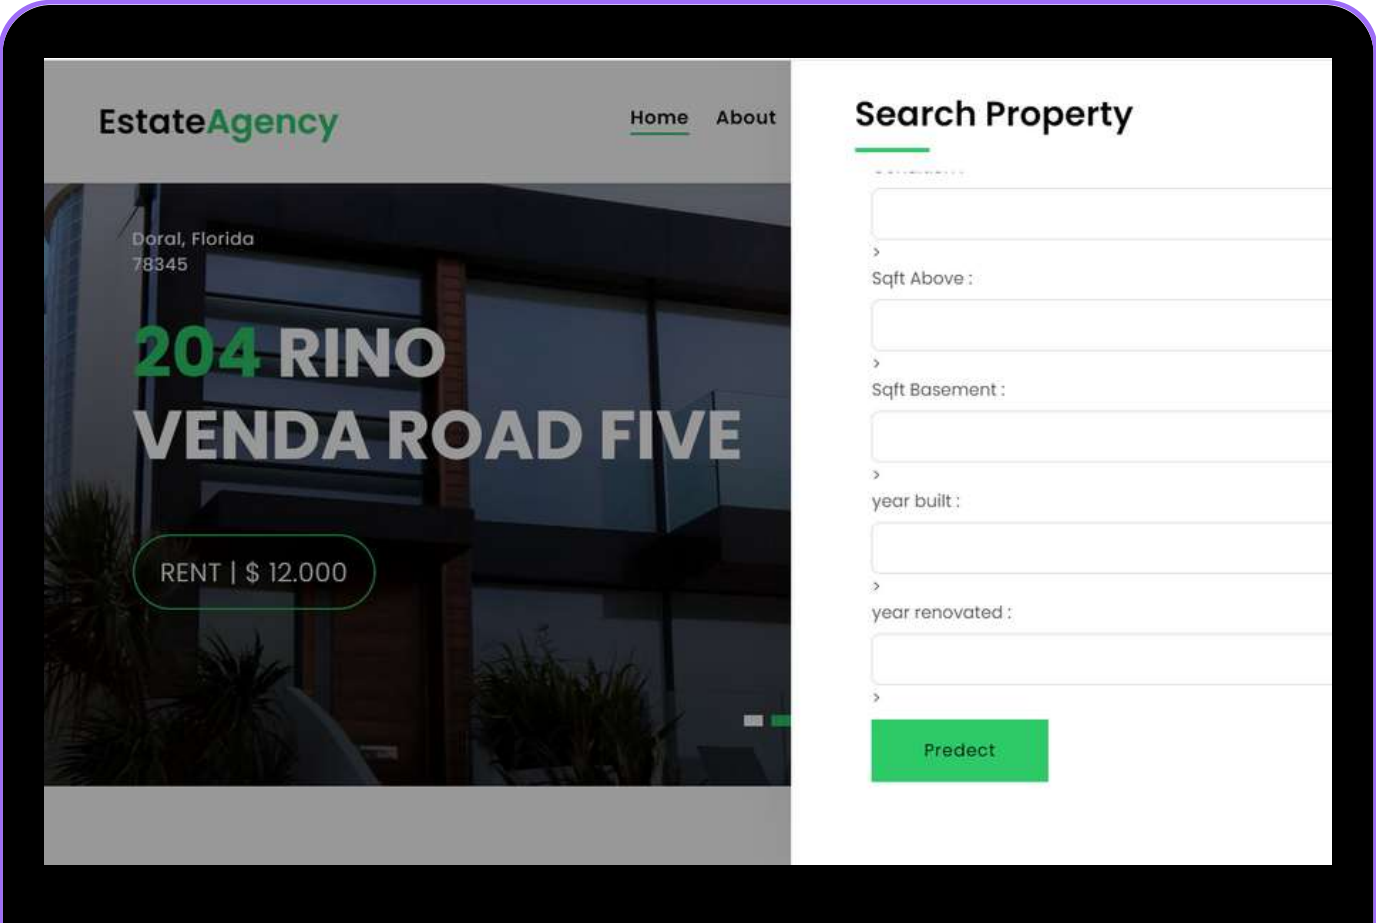 EstateAgency
Home About
Doral, Florida
78345
204 RINO
VENDA ROAD FIVE
RENT | $ 12.000
Search Property
>
Sqft Above :
>
Sqft Basement :
>
year built :
>
year renovated :
>
Predect